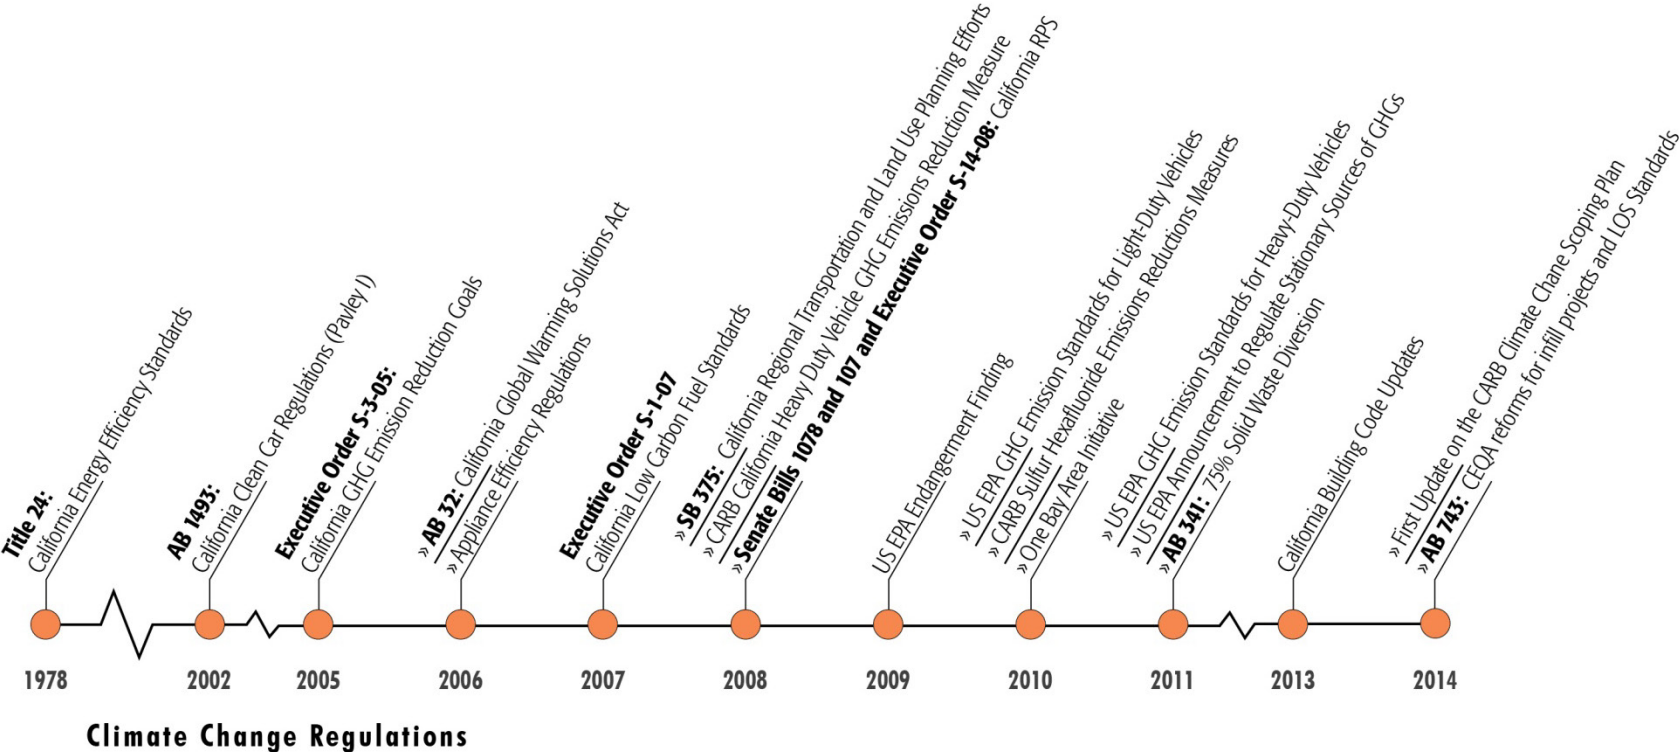 Title 24:
California Energy Efficiency Standards
AB 1493:
California Clean Car Regulations (Pavley I)
Executive Order S-3-05:
California GHG Emission Reduction Goals
» AB 32: California Global Warming Solutions Act
» Appliance Efficiency Regulations
Executive Order S-1-07
California Low Carbon Fuel Standards
» SB 375: California Regional Transportation and Land Use Planning Efforts
» CARB California Heavy Duty Vehicle GHG Emissions Reduction Measure
» Senate Bills 1078 and 107 and Executive Order S-14-08: California RPS
US EPA Endangerment Finding
» US EPA GHG Emission Standards for Light-Duty Vehicles
» CARB Sulfur Hexafluoride Emissions Reductions Measures
» One Bay Area Initiative
» US EPA GHG Emission Standards for Heavy-Duty Vehicles
» US EPA Announcement to Regulate Stationary Sources of GHGs
» AB 341: 75% Solid Waste Diversion
California Building Code Updates
» First Update on the CARB Climate Chane Scoping Plan
» AB 743: CEQA reforms for infill projects and LOS Standards
1978
2002
2005
2006
2007
2008
2009
2010
2011
2013
2014
Climate Change Regulations